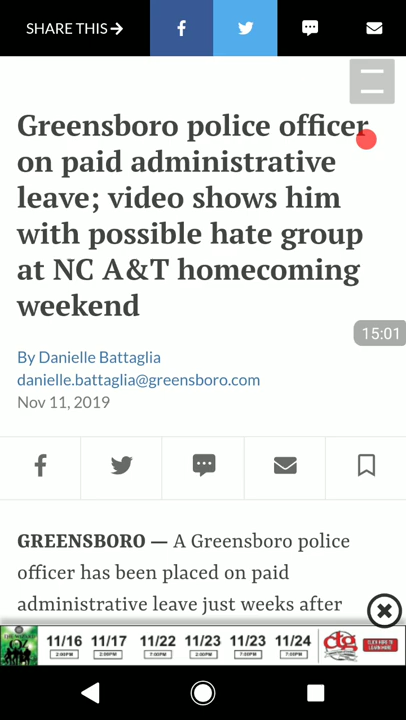 SHARE THIS
Greensboro police officer
on paid administrative
leave; video shows him
with possible hate group
at NC A&T homecoming
weekend
15:01
By Danielle Battaglia
danielle.battaglia@greensboro.com
Nov 11, 2019
GREENSBORO — A Greensboro police
officer has been placed on paid
administrative leave just weeks after
11/16 11/17 11/22 11/23 11/23 11/24
ctg